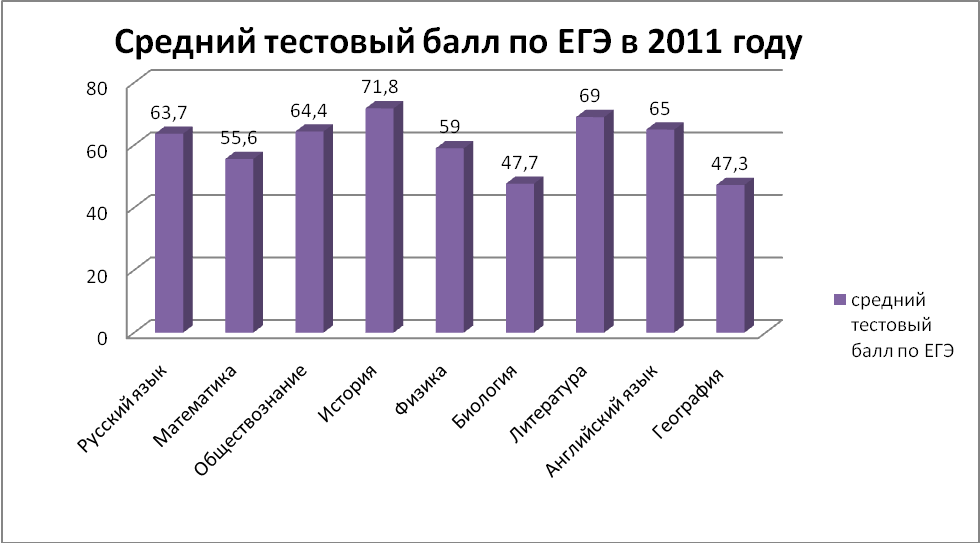 Средний тестовый балл по ЕГЭ в 2011 году
80
60
40
20
0
63,7
55,6
64,4
71,8
59
47,7
69
65
47,3
Русский язык
Математика
Обществознание
История
Физика
Биология
Литература
Английский язык
География
средний
тестовый
балл по ЕГЭ